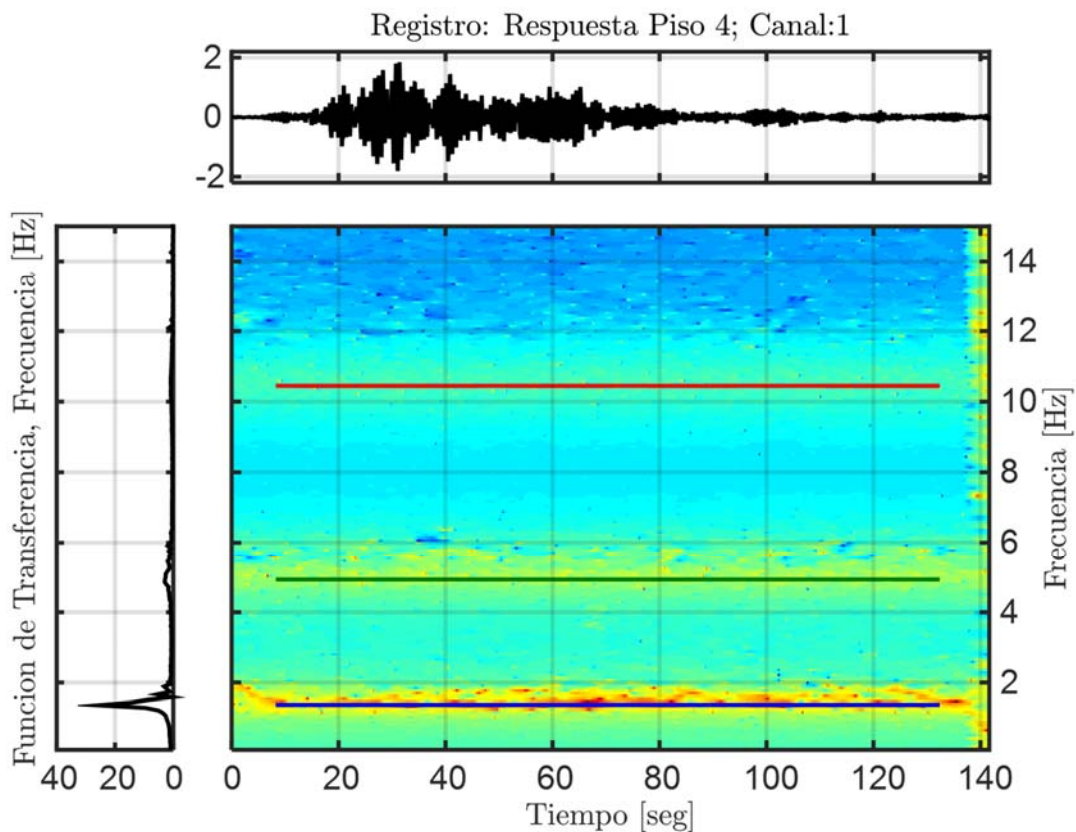 Registro: Respuesta Piso 4; Canal:1
2
0
-2
Funcion de Transferencia, Frecuencia [Hz]
40 20 0
14
12
10
8
6
4
2
Frecuencia [Hz]
0 20 40 60 80 100 120 140
Tiempo [seg]